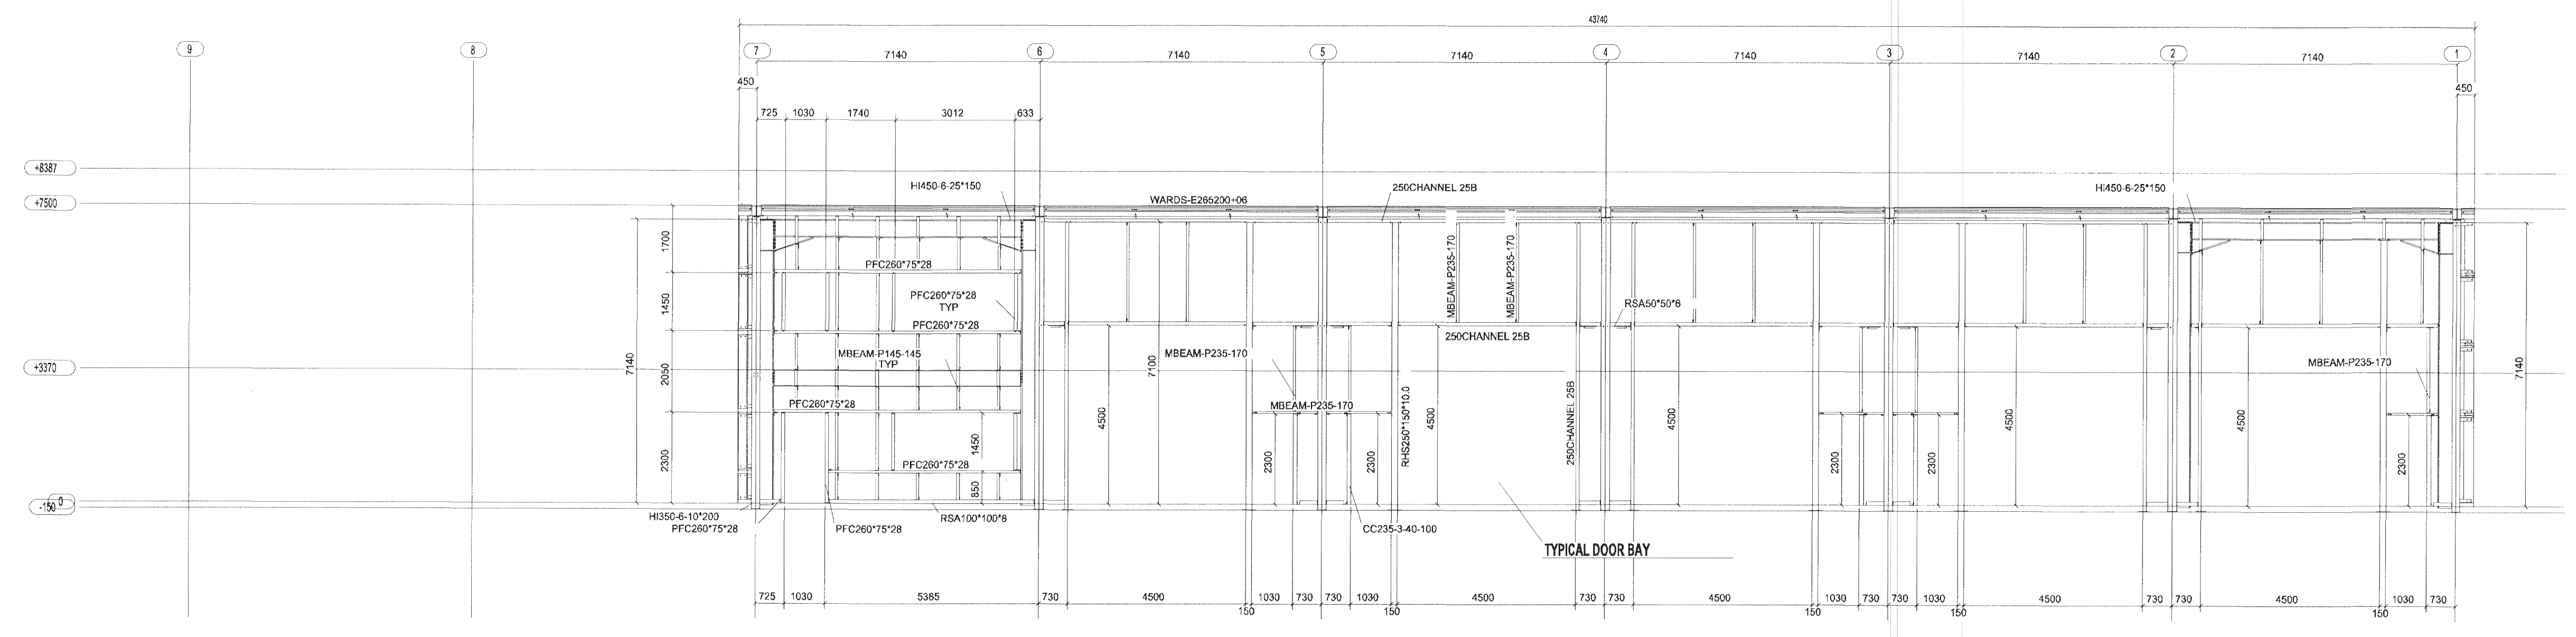 43740
9 8 7 6 5 4 3 2 1
7140 7140 7140 7140 7140 7140
450 450
725 1030 1740 3012 633
+8387
HI450-6-25*150 250CHANNEL 25B HI450-6-25*150
+7500
WARDS-E265200+06
1700
PFC260*75*28
MBEAM-P235-170
MBEAM-P235-170
PFC260*75*28
TYP
1450
RSA50*50*6
PFC260*75*28
250CHANNEL 25B
MBEAM-P145-145
TYP
MBEAM-P235-170
MBEAM-P235-170
+3370
7140
2050
7100
7140
PFC260*75*28
MBEAM-P235-170
RHS250*150*10.0
250CHANNEL 25B
4500 4500 4500 4500 4500
1450
2300
PFC260*75*28
2300 2300 2300 2300 2300
850
0
-150
HI350-6-10*200
PFC260*75*28
PFC260*75*28
RSA100*100*8
CC235-3-40-100
TYPICAL DOOR BAY
725 1030 5385 730 4500 150 1030 730 730 1030 150 4500 730 730 4500 150 1030 730 730 1030 150 4500 730 730 4500 150 1030 730